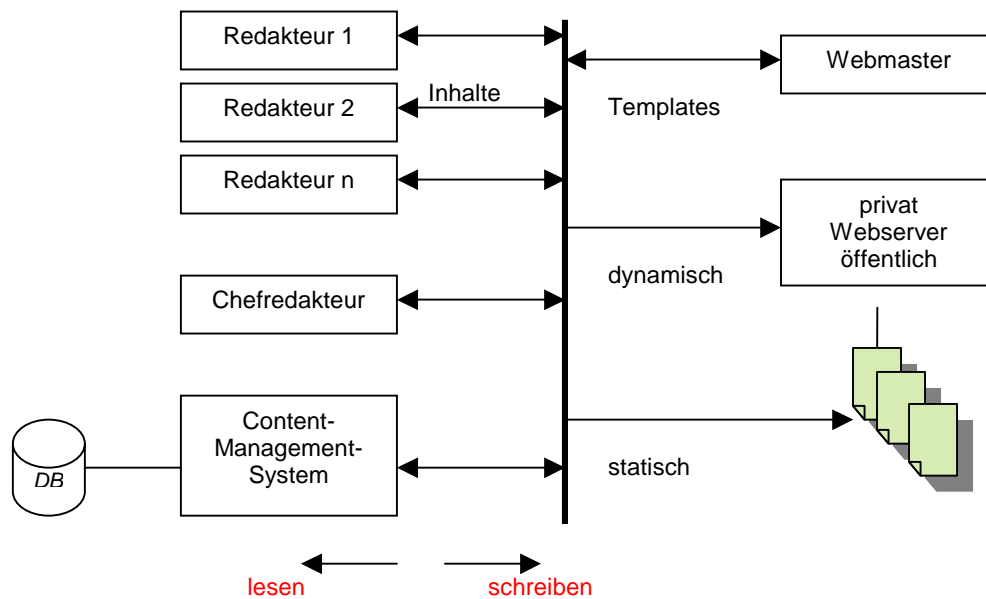 Redakteur 1
Redakteur 2
Inhalte
Redakteur n
Chefredakteur
Content-
Management-
System
DB
Webmaster
Templates
privat
Webserver
öffentlich
dynamisch
statisch
lesen
schreiben